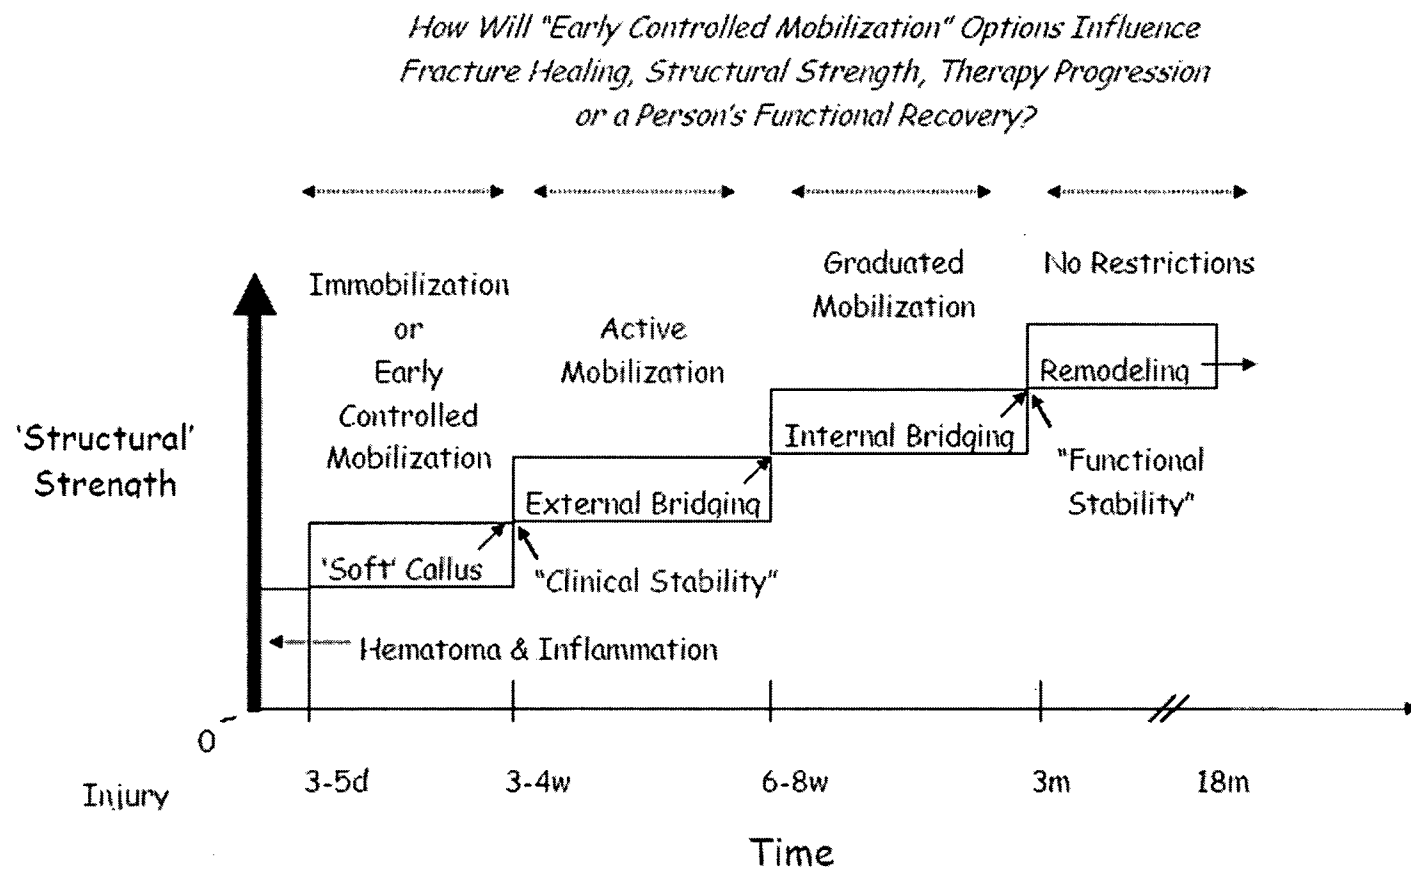 How Will "Early Controlled Mobilization" Options Influence
Fracture Healing, Structural Strength, Therapy Progression
or a Person's Functional Recovery?
Immobilization
or
Early
Controlled
Mobilization
Active
Mobilization
Graduated
Mobilization
No Restrictions
'Structural'
Strength
Remodeling
Internal Bridging
"Functional
Stability"
External Bridging
'Soft' Callus
"Clinical Stability"
Hematoma & Inflammation
0
Injury
3-5d
3-4w
6-8w
3m
18m
Time